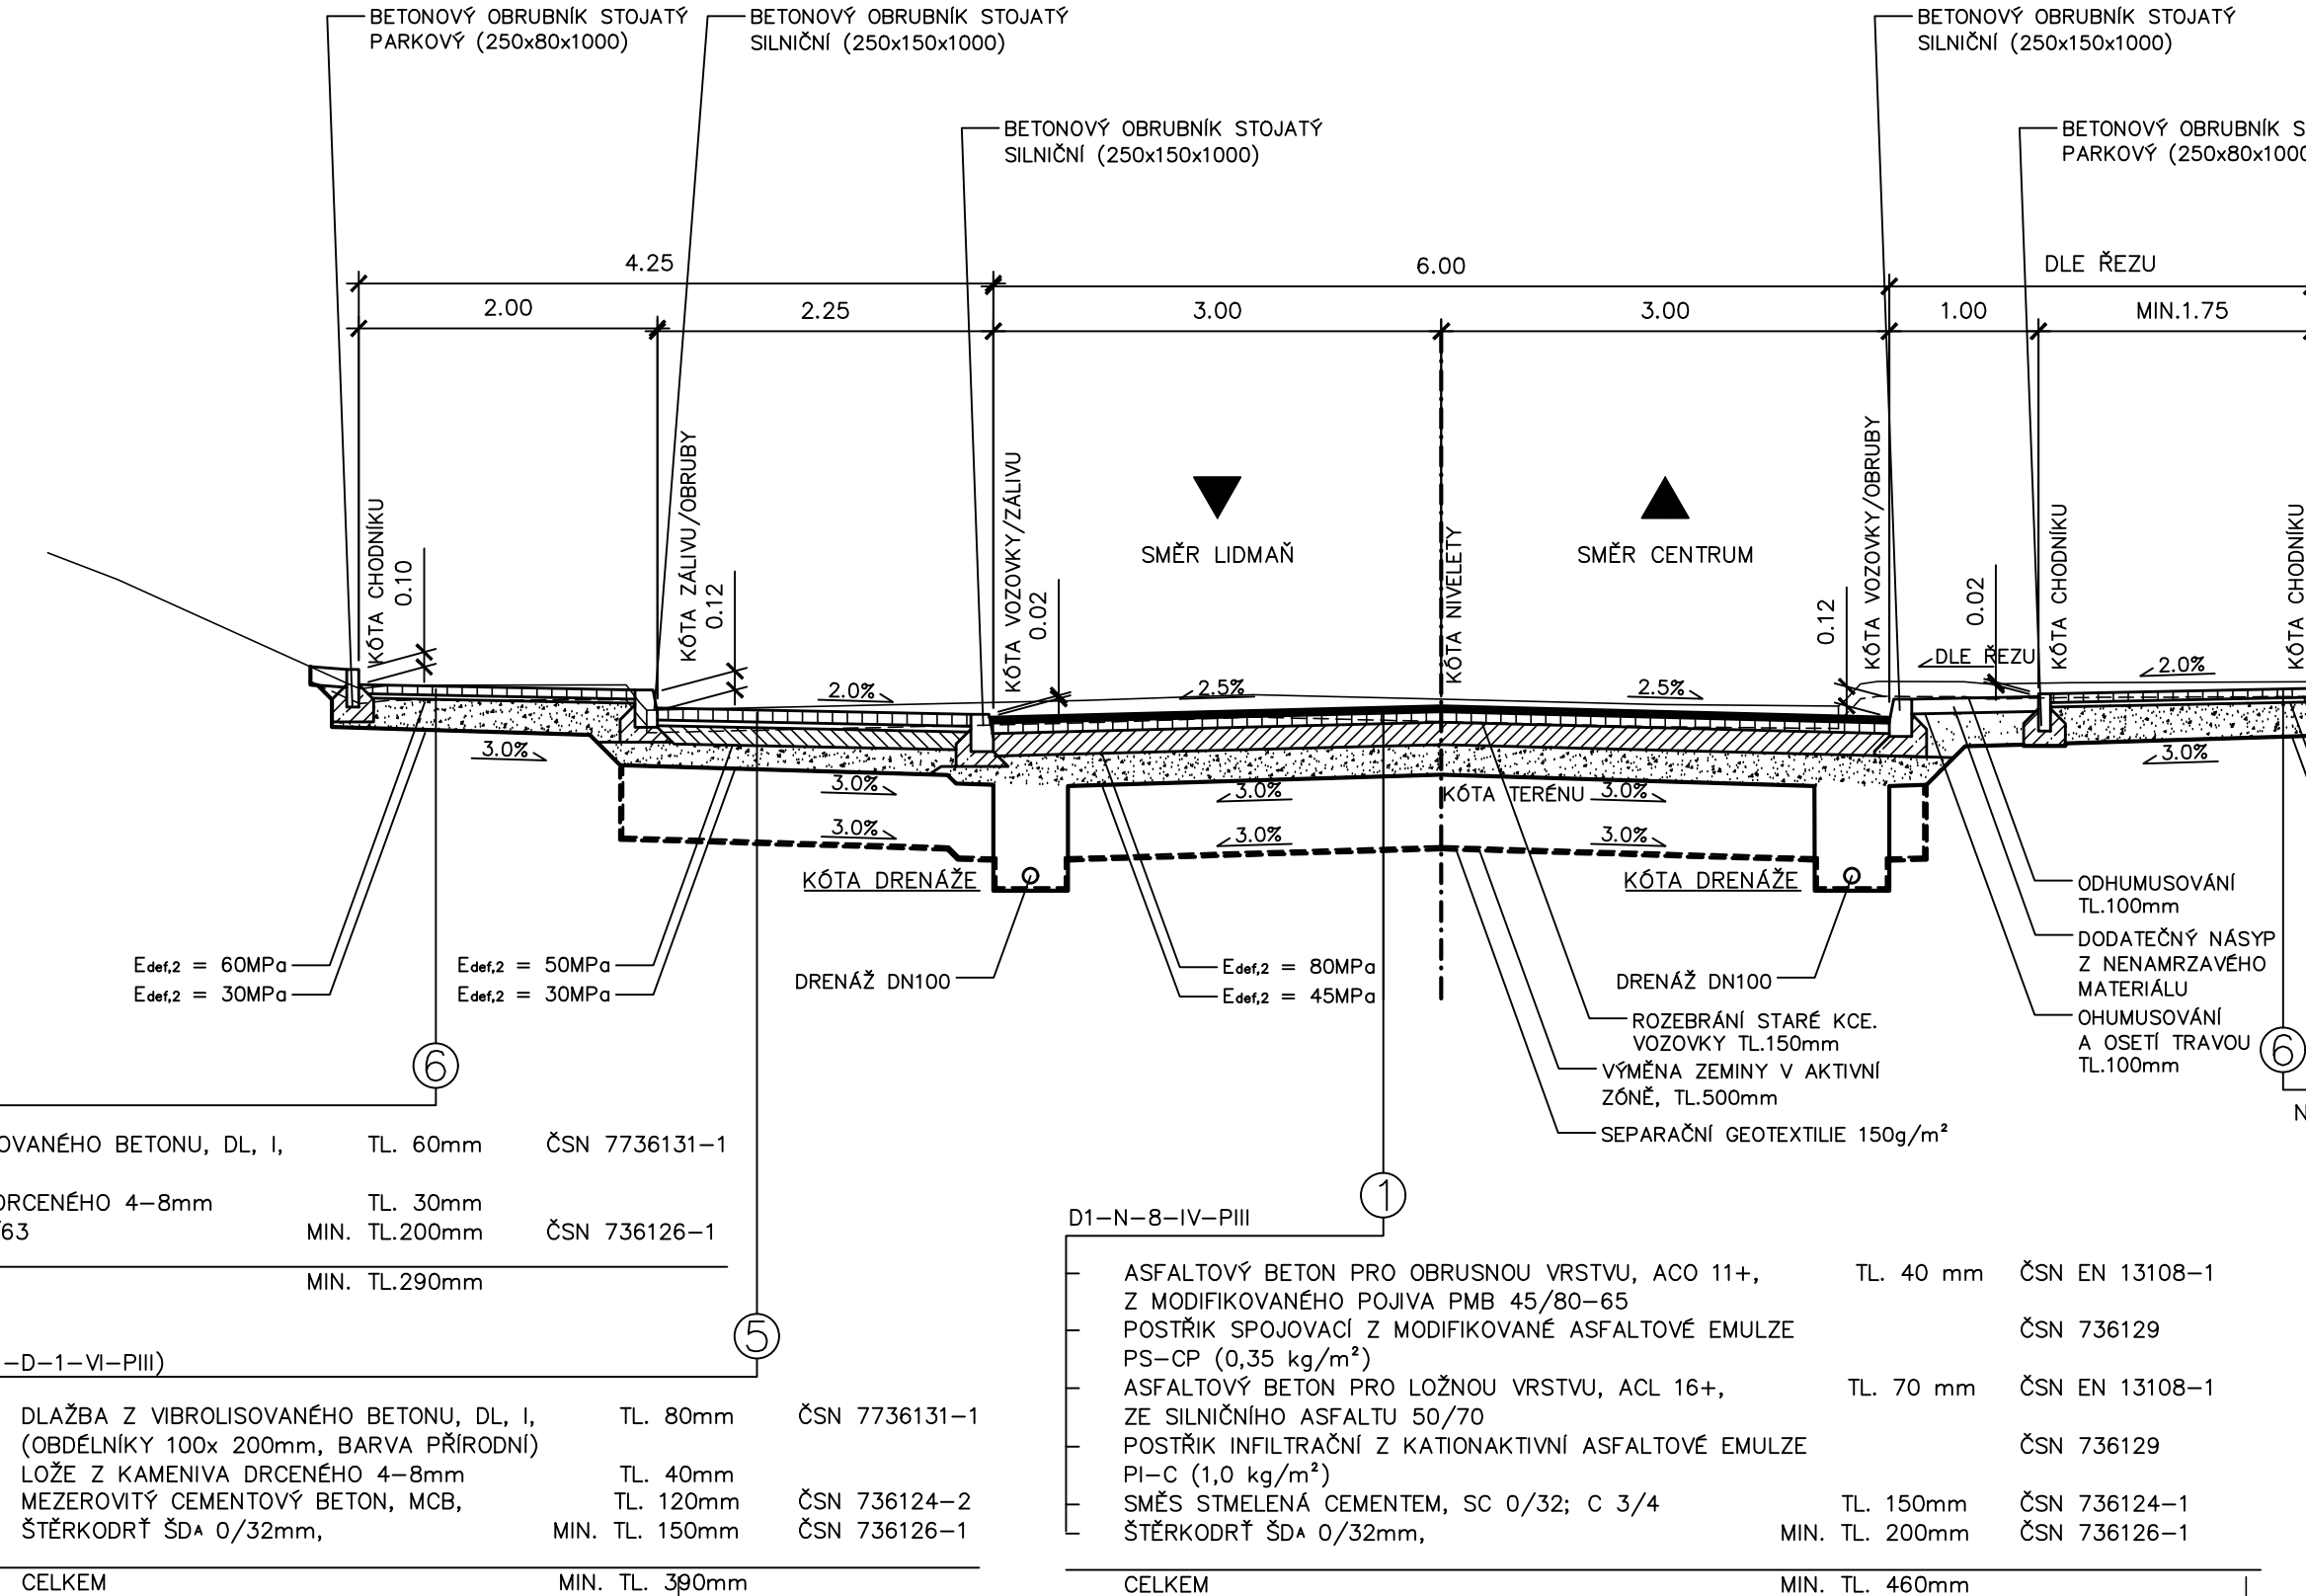 BETONOVÝ OBRUBNÍK STOJATÝ
PARKOVÝ (250x80x1000)
BETONOVÝ OBRUBNÍK STOJATÝ
SILNIČNÍ (250x150x1000)
BETONOVÝ OBRUBNÍK STOJATÝ
SILNIČNÍ (250x150x1000)
BETONOVÝ OBRUBNÍK STOJATÝ
SILNIČNÍ (250x150x1000)
BETONOVÝ OBRUBNÍK S
PARKOVÝ (250x80x1000
4.25
6.00
DLE ŘEZU
2.00
2.25
3.00
3.00
1.00
MIN.1.75
KÓTA CHODNÍKU
0.10
KÓTA ZÁLIVU/OBRUBY
0.12
KÓTA VOZOVKY/ZÁLIVU
0.02
SMĚR LIDMAŇ
KÓTA NIVELETY
SMĚR CENTRUM
0.12
KÓTA VOZOVKY/OBRUBY
0.02
KÓTA CHODNÍKU
KÓTA CHODNÍKU
DLE ŘEZU
2.0%
2.5%
2.5%
2.0%
3.0%
3.0%
3.0%
KÓTA TERÉNU
3.0%
3.0%
3.0%
3.0%
3.0%
KÓTA DRENÁŽE
KÓTA DRENÁŽE
Edef,2 = 60MPa
Edef,2 = 30MPa
Edef,2 = 50MPa
Edef,2 = 30MPa
DRENÁŽ DN100
Edef,2 = 80MPa
Edef,2 = 45MPa
DRENÁŽ DN100
ODHUMUSOVÁNÍ
TL.100mm
DODATEČNÝ NÁSYP
Z NENAMRZAVÉHO
MATERIÁLU
OHUMUSOVÁNÍ
A OSETÍ TRAVOU
TL.100mm
ROZEBRÁNÍ STARÉ KCE.
VOZOVKY TL.150mm
VÝMĚNA ZEMINY V AKTIVNÍ
ZÓNĚ, TL.500mm
SEPARAČNÍ GEOTEXTILIE 150g/m²
6
6
N
OVANÉHO BETONU, DL, I, TL. 60mm ČSN 7736131-1
DRCENÉHO 4-8mm TL. 30mm
/63 MIN. TL.200mm ČSN 736126-1
MIN. TL.290mm
5
-D-1-VI-PIII)
DLAŽBA Z VIBROLISOVANÉHO BETONU, DL, I, TL. 80mm ČSN 7736131-1
(OBDÉLNÍKY 100x 200mm, BARVA PŘÍRODNÍ)
LOŽE Z KAMENIVA DRCENÉHO 4-8mm TL. 40mm
MEZEROVITÝ CEMENTOVÝ BETON, MCB, TL. 120mm ČSN 736124-2
ŠTĚRKODRŤ ŠDA 0/32mm, MIN. TL. 150mm ČSN 736126-1
CELKEM MIN. TL. 390mm
1
D1-N-8-IV-PIII
ASFALTOVÝ BETON PRO OBRUSNOU VRSTVU, ACO 11+, TL. 40 mm ČSN EN 13108-1
Z MODIFIKOVANÉHO POJIVA PMB 45/80-65
POSTŘIK SPOJOVACÍ Z MODIFIKOVANÉ ASFALTOVÉ EMULZE ČSN 736129
PS-CP (0,35 kg/m²)
ASFALTOVÝ BETON PRO LOŽNOU VRSTVU, ACL 16+, TL. 70 mm ČSN EN 13108-1
ZE SILNIČNÍHO ASFALTU 50/70
POSTŘIK INFILTRAČNÍ Z KATIONAKTIVNÍ ASFALTOVÉ EMULZE ČSN 736129
PI-C (1,0 kg/m²)
SMĚS STMELENÁ CEMENTEM, SC 0/32; C 3/4 TL. 150mm ČSN 736124-1
ŠTĚRKODRŤ ŠDA 0/32mm, MIN. TL. 200mm ČSN 736126-1
CELKEM MIN. TL. 460mm